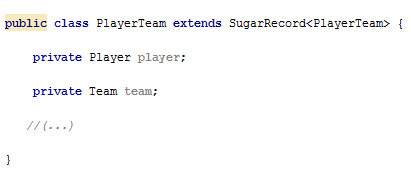 public class PlayerTeam extends SugarRecord<PlayerTeam> {
private Player player;
private Team team;
//(...)
}